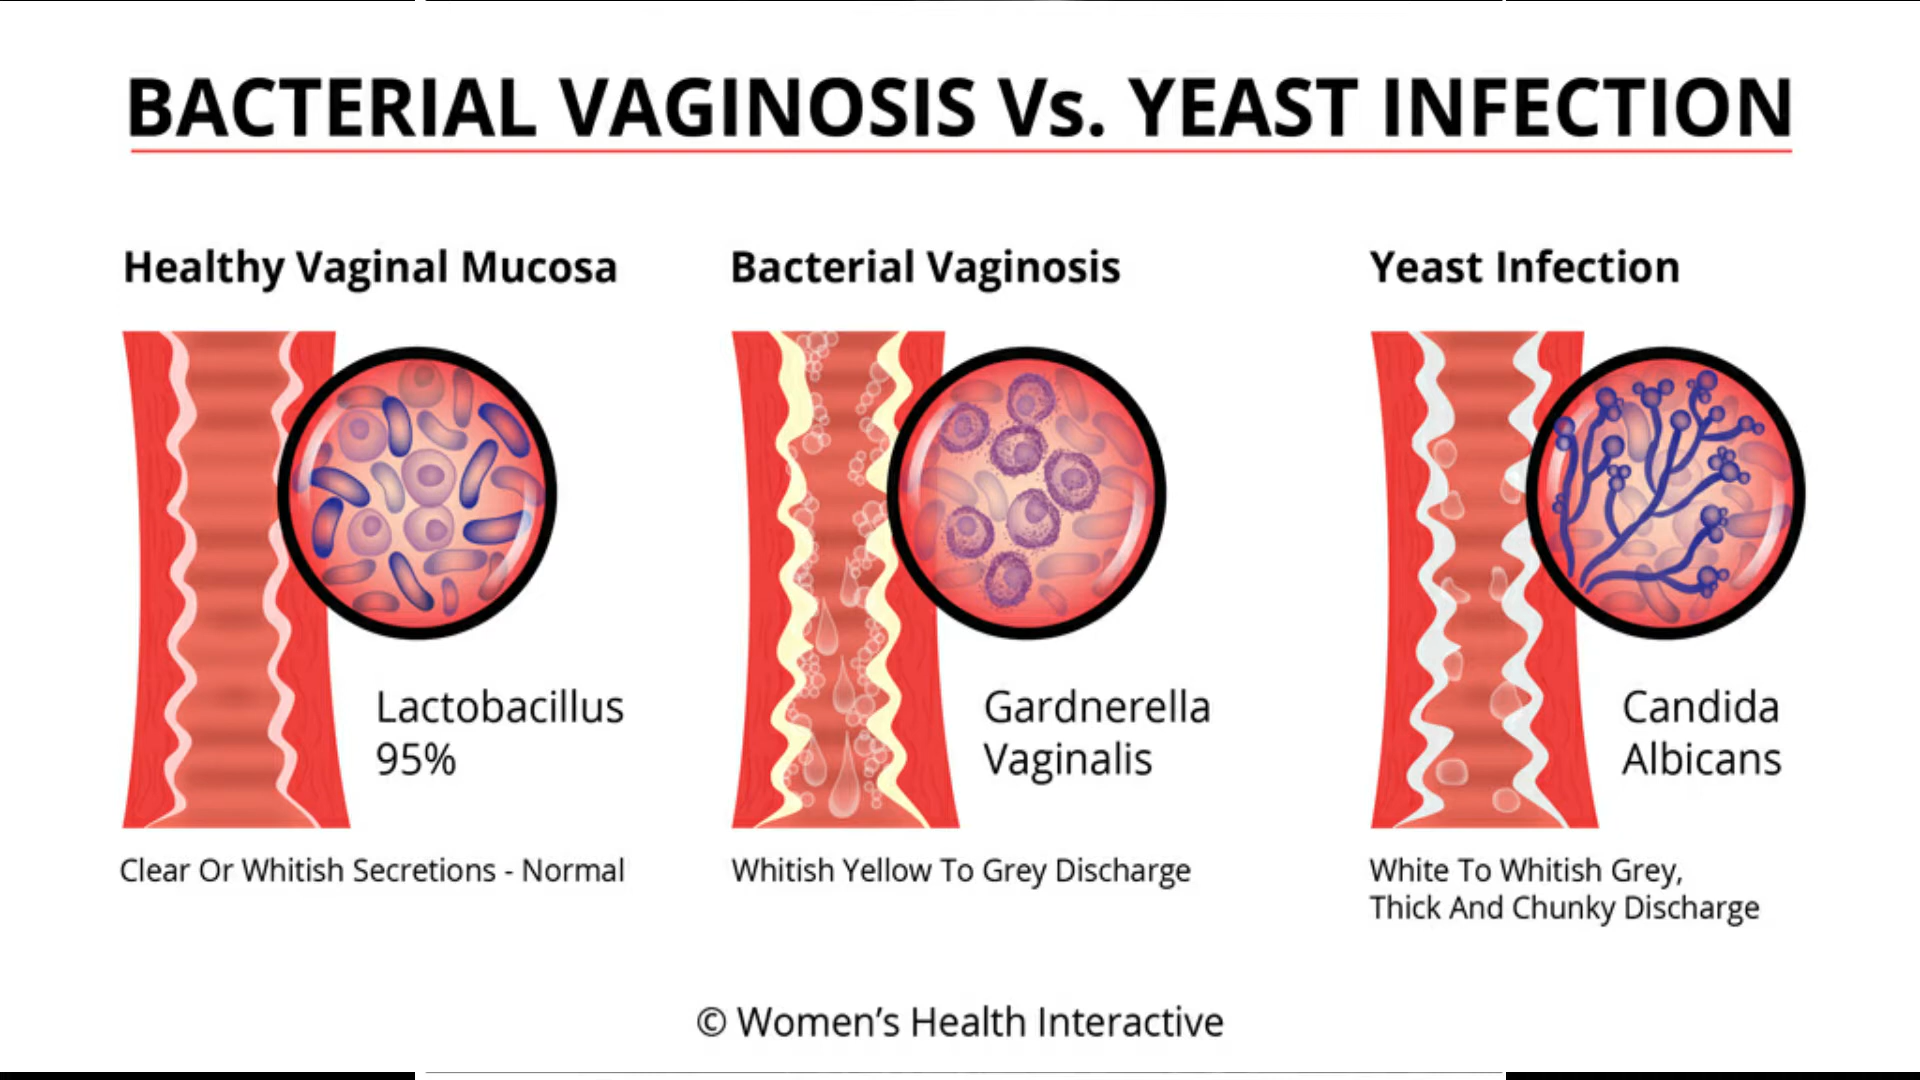 BACTERIAL VAGINOSIS Vs. YEAST INFECTION
Healthy Vaginal Mucosa
Lactobacillus
95%
Clear Or Whitish Secretions - Normal
Bacterial Vaginosis
Gardnerella
Vaginalis
Whitish Yellow To Grey Discharge
Yeast Infection
Candida
Albicans
White To Whitish Grey,
Thick And Chunky Discharge
© Women’s Health Interactive